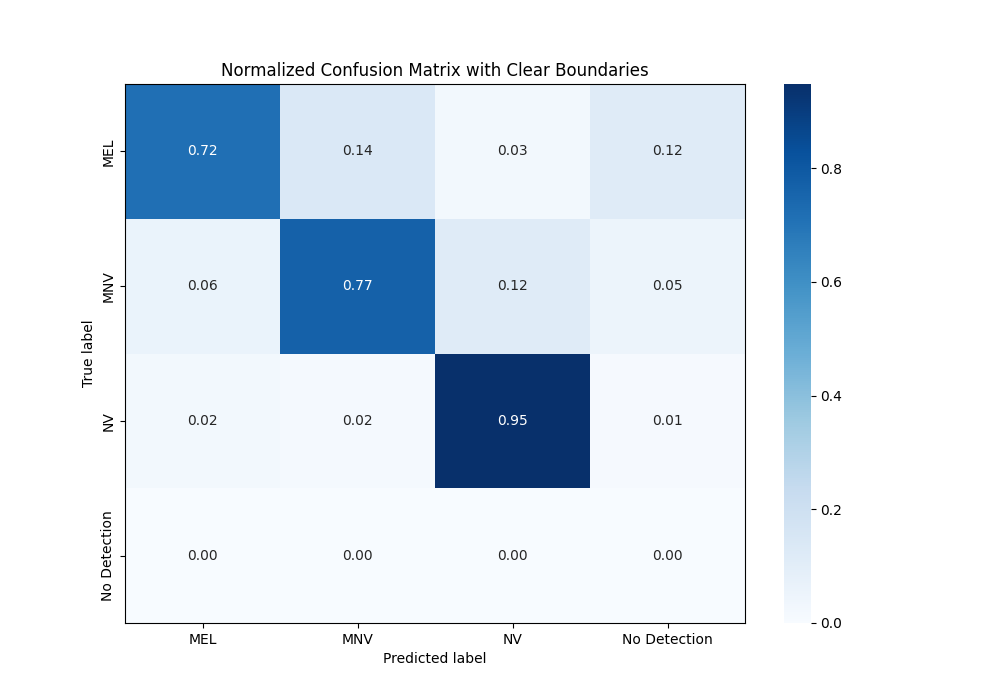 Normalized Confusion Matrix with Clear Boundaries
True label
MEL
0.72 0.14 0.03 0.12
MNV
0.06 0.77 0.12 0.05
NV
0.02 0.02 0.95 0.01
No Detection
0.00 0.00 0.00 0.00
MEL MNV NV No Detection
Predicted label
0.8
0.6
0.4
0.2
0.0